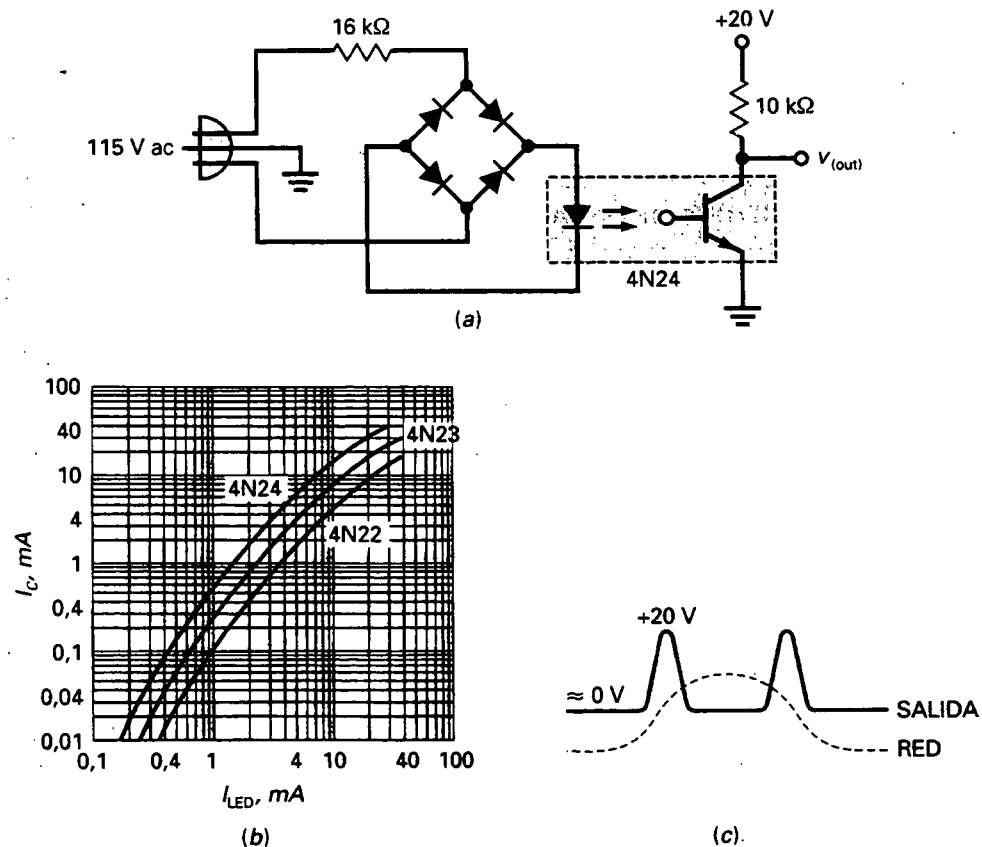 +20 V
16 kΩ
10 kΩ
115 V ac
v(out)
4N24
(a)
100
40
10
4
1
0,4
0,1
0,04
0,01
IC, mA
4N23
4N24
4N22
0,1
0,4
1
4
10
40
100
ILED, mA
(b)
+20 V
≈ 0 V
SALIDA
RED
(c).